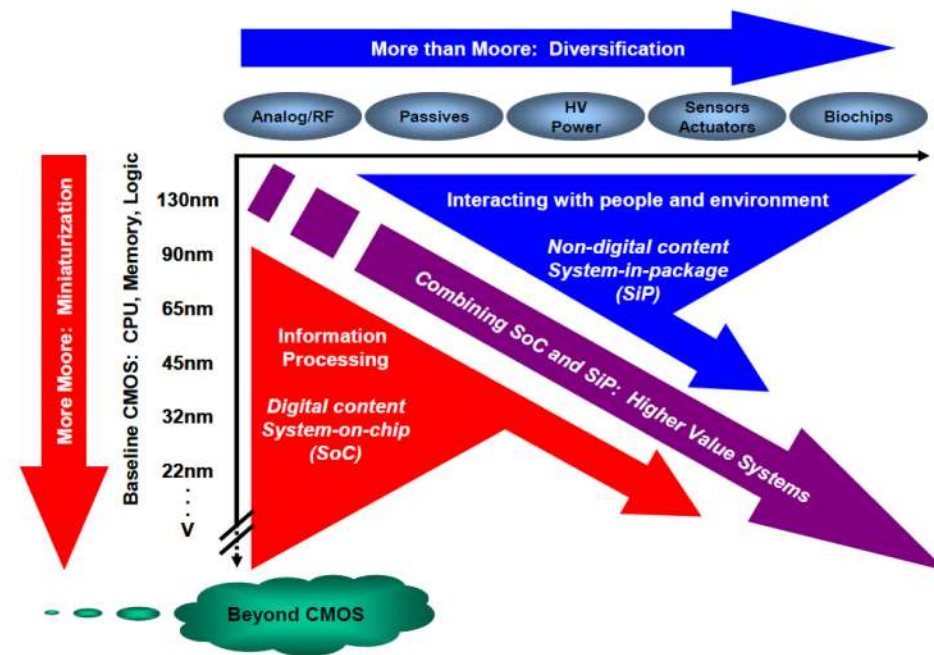 More than Moore: Diversification
Analog/RF
Passives
HV
Power
Sensors
Actuators
Biochips
More Moore: Miniaturization
Baseline CMOS: CPU, Memory, Logic
130nm
90nm
65nm
45nm
32nm
22nm
.
.
.
V
Interacting with people and environment
Non-digital content
System-in-package
(SiP)
Combining SoC and SiP: Higher Value Systems
Information
Processing
Digital content
System-on-chip
(SoC)
Beyond CMOS